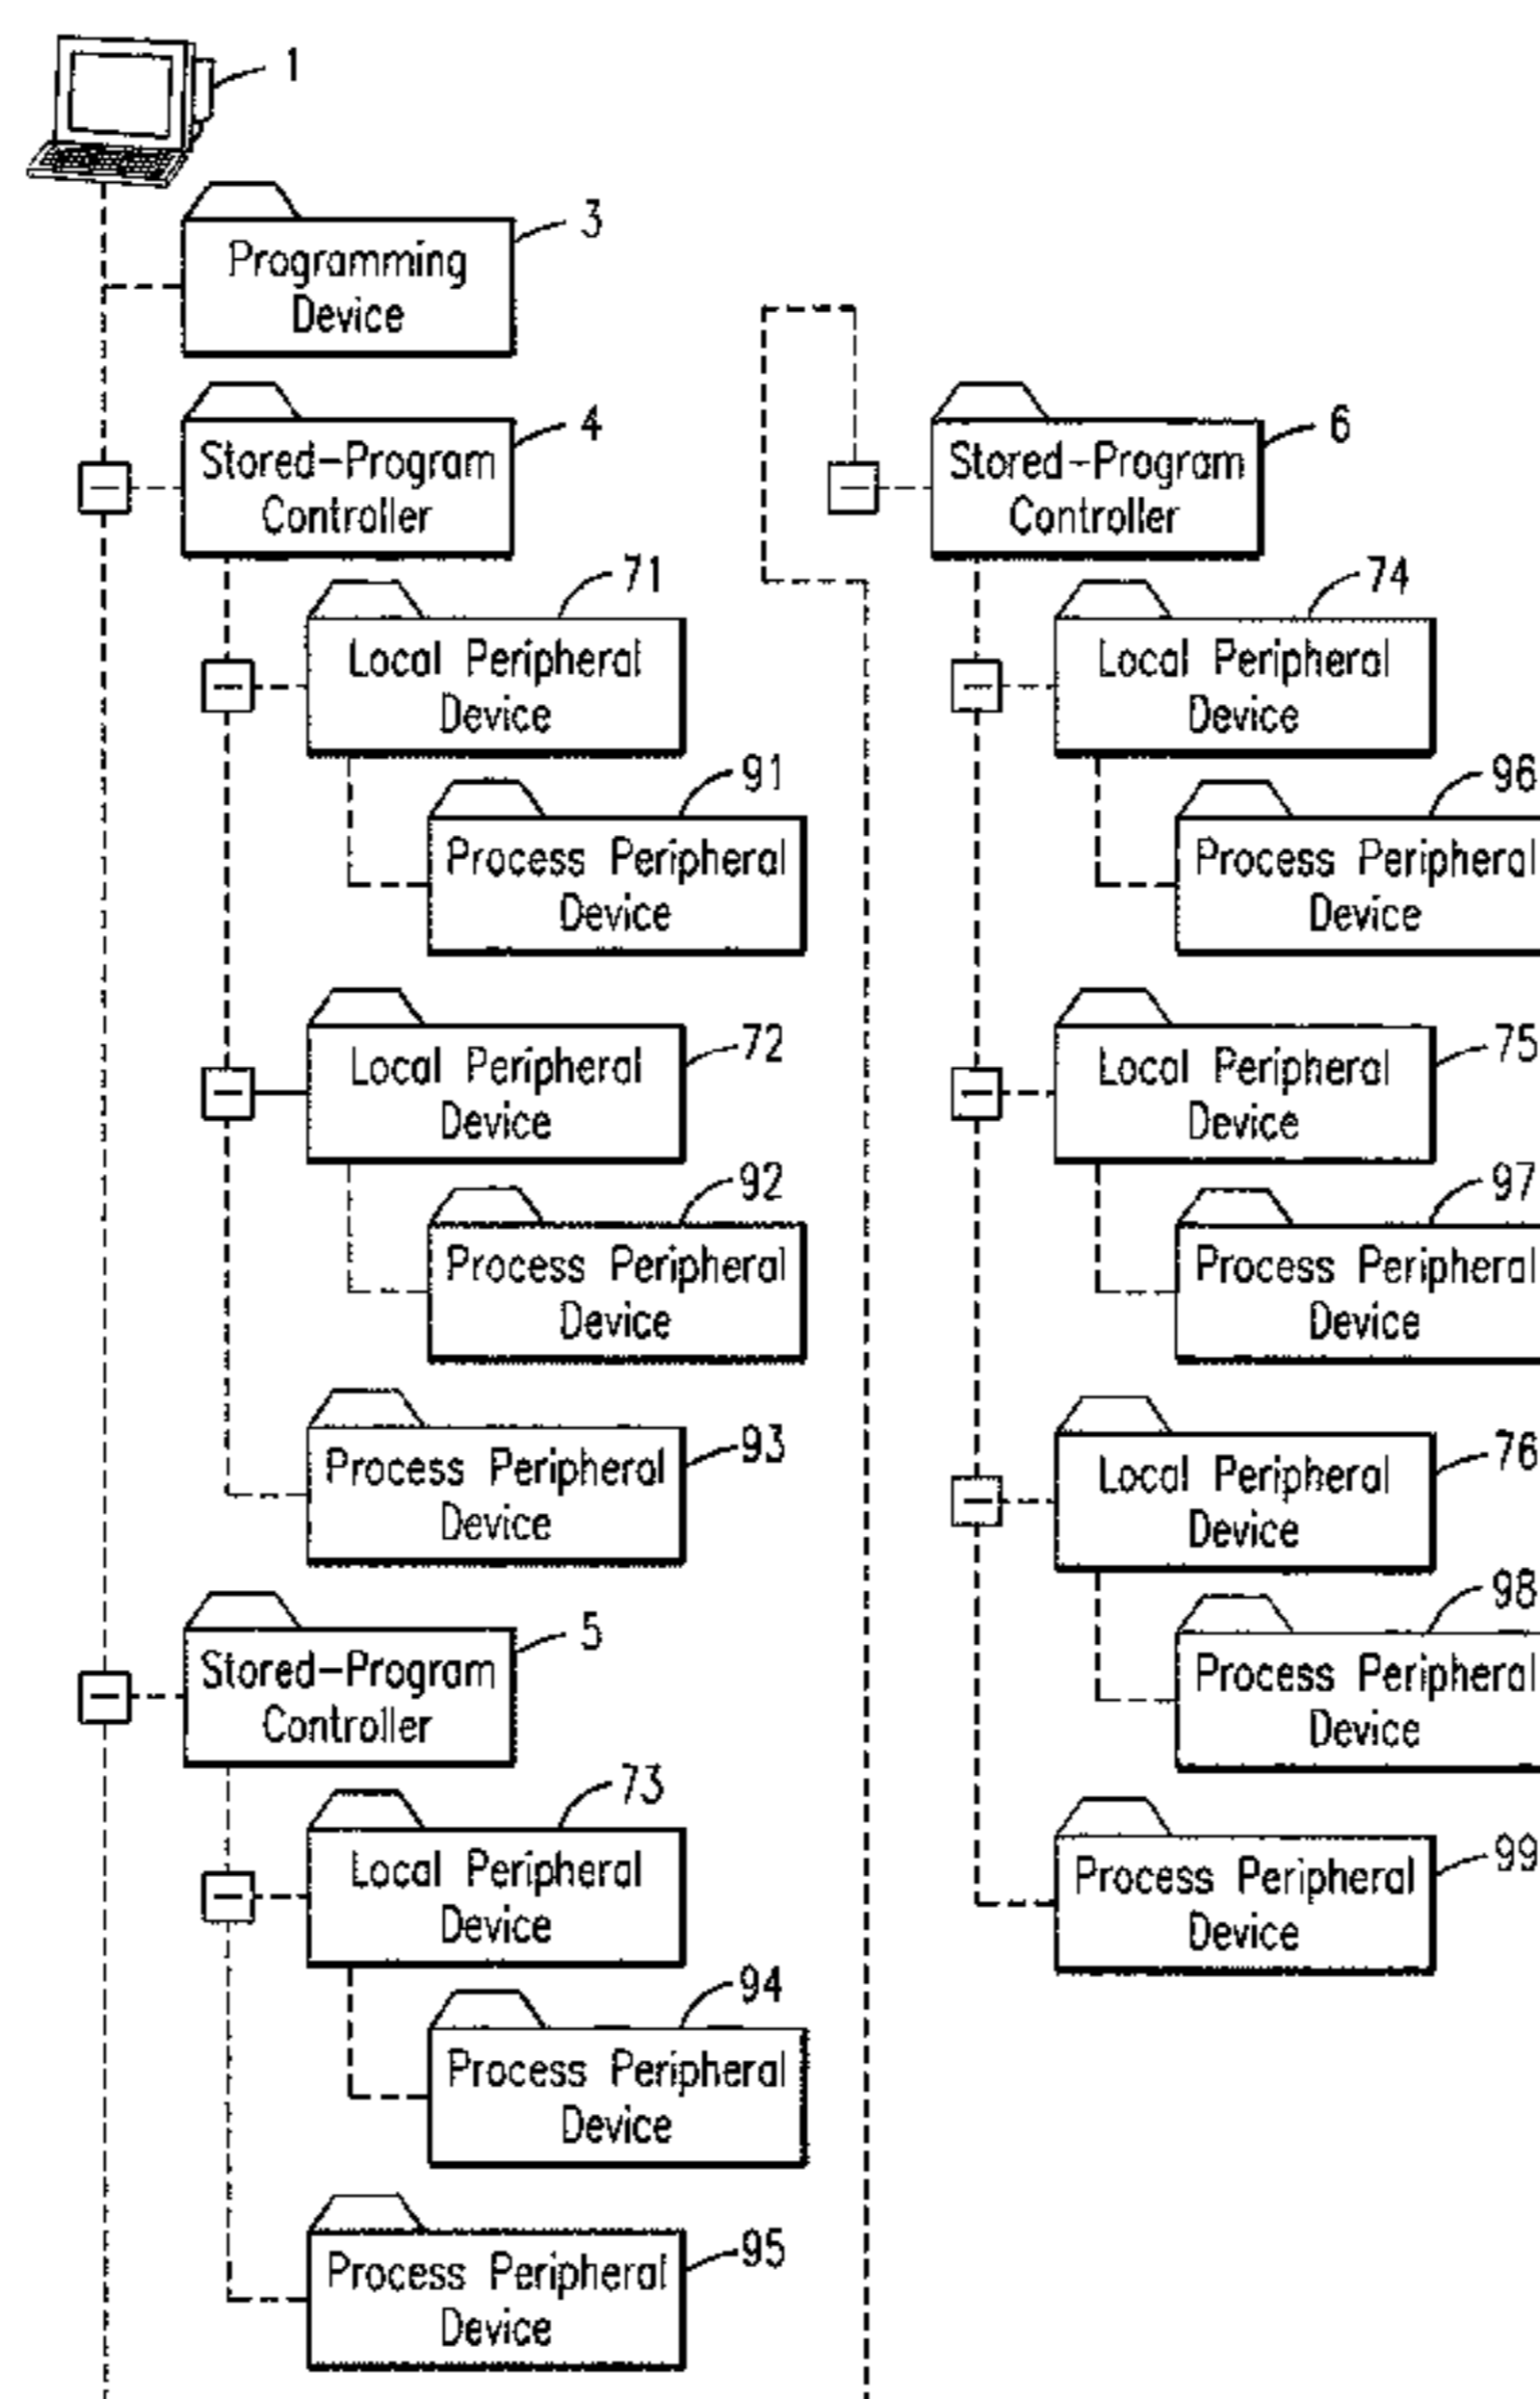 1
3
Programming
Device
4
Stored-Program
Controller
71
Local Peripheral
Device
91
Process Peripheral
Device
72
Local Peripheral
Device
92
Process Peripheral
Device
93
Process Peripheral
Device
5
Stored-Program
Controller
73
Local Peripheral
Device
94
Process Peripheral
Device
95
Process Peripheral
Device
6
Stored-Program
Controller
74
Local Peripheral
Device
96
Process Peripheral
Device
75
Local Peripheral
Device
97
Process Peripheral
Device
76
Local Peripheral
Device
98
Process Peripheral
Device
99
Process Peripheral
Device